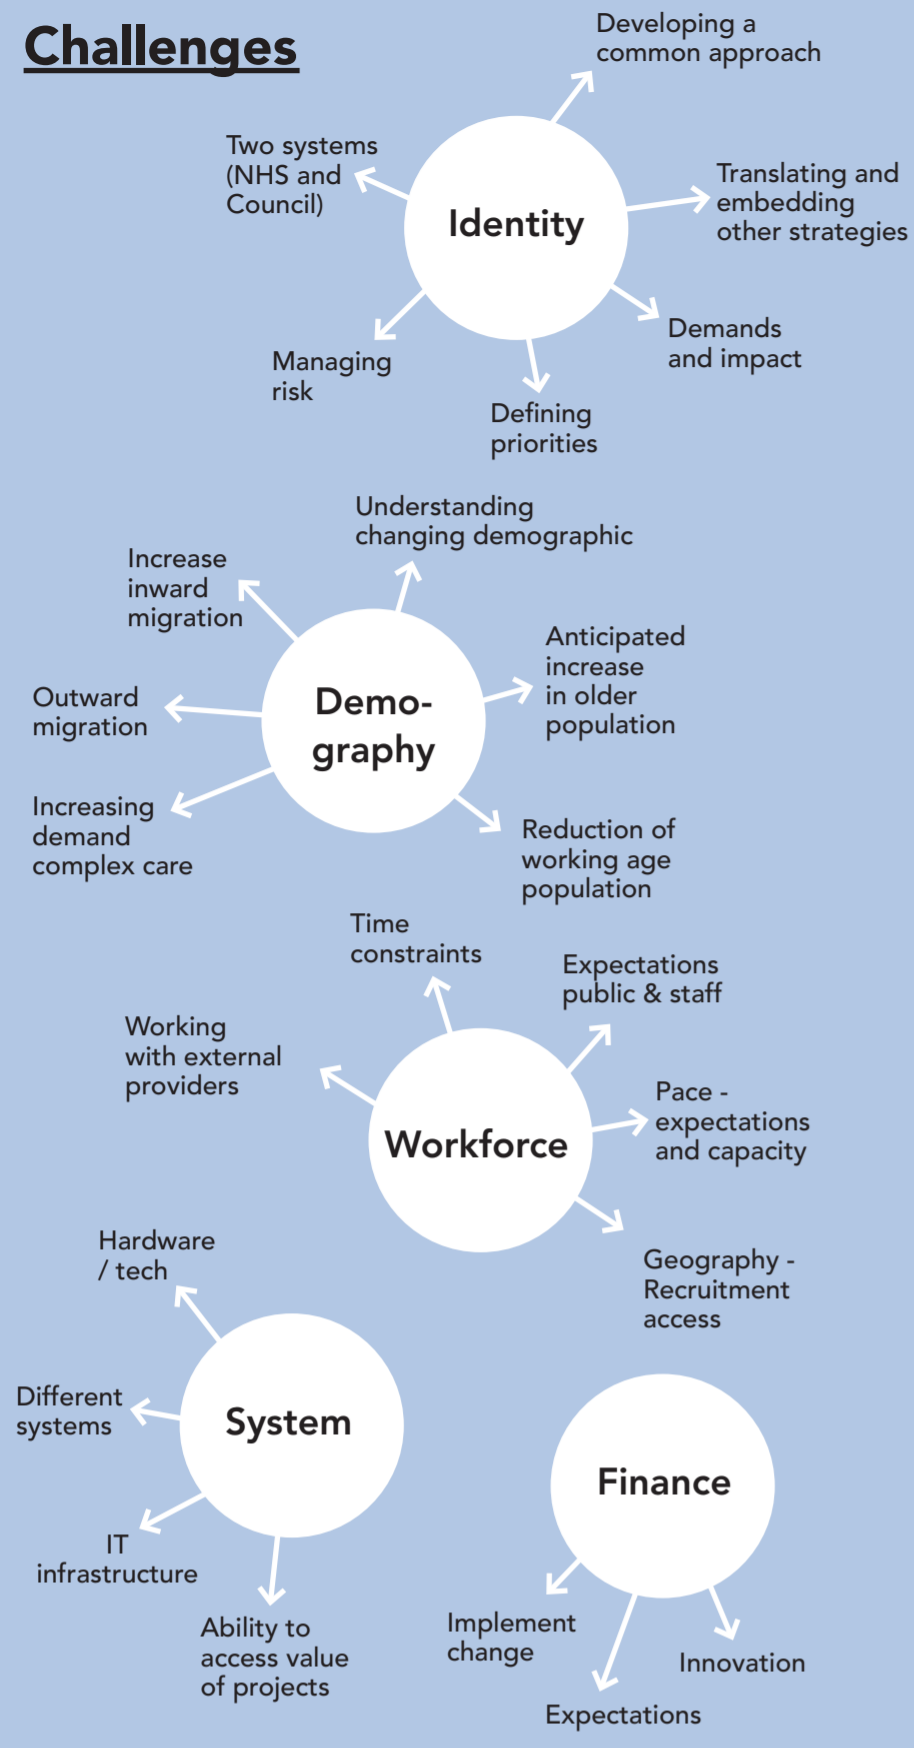 Challenges
Developing a
common approach
Two systems
(NHS and
Council)
Identity
Translating and
embedding
other strategies
Demands
and impact
Managing
risk
Defining
priorities
Understanding
changing demographic
Increase
inward
migration
Demo-
graphy
Anticipated
increase
in older
population
Outward
migration
Increasing
demand
complex care
Reduction of
working age
population
Time
constraints
Expectations
public & staff
Working
with external
providers
Workforce
Pace -
expectations
and capacity
Geography -
Recruitment
access
Hardware
/ tech
System
Different
systems
IT
infrastructure
Ability to
access value
of projects
Finance
Implement
change
Innovation
Expectations